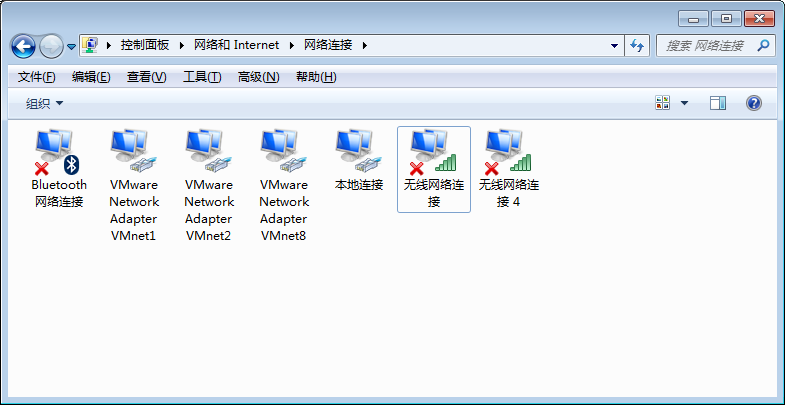 控制面板 网络和 Internet 网络连接
搜索 网络连接
文件(F) 编辑(E) 查看(V) 工具(T) 高级(N) 帮助(H)
组织
Bluetooth
网络连接
VMware
Network
Adapter
VMnet1
VMware
Network
Adapter
VMnet2
VMware
Network
Adapter
VMnet8
本地连接
无线网络连
接
无线网络连
接 4